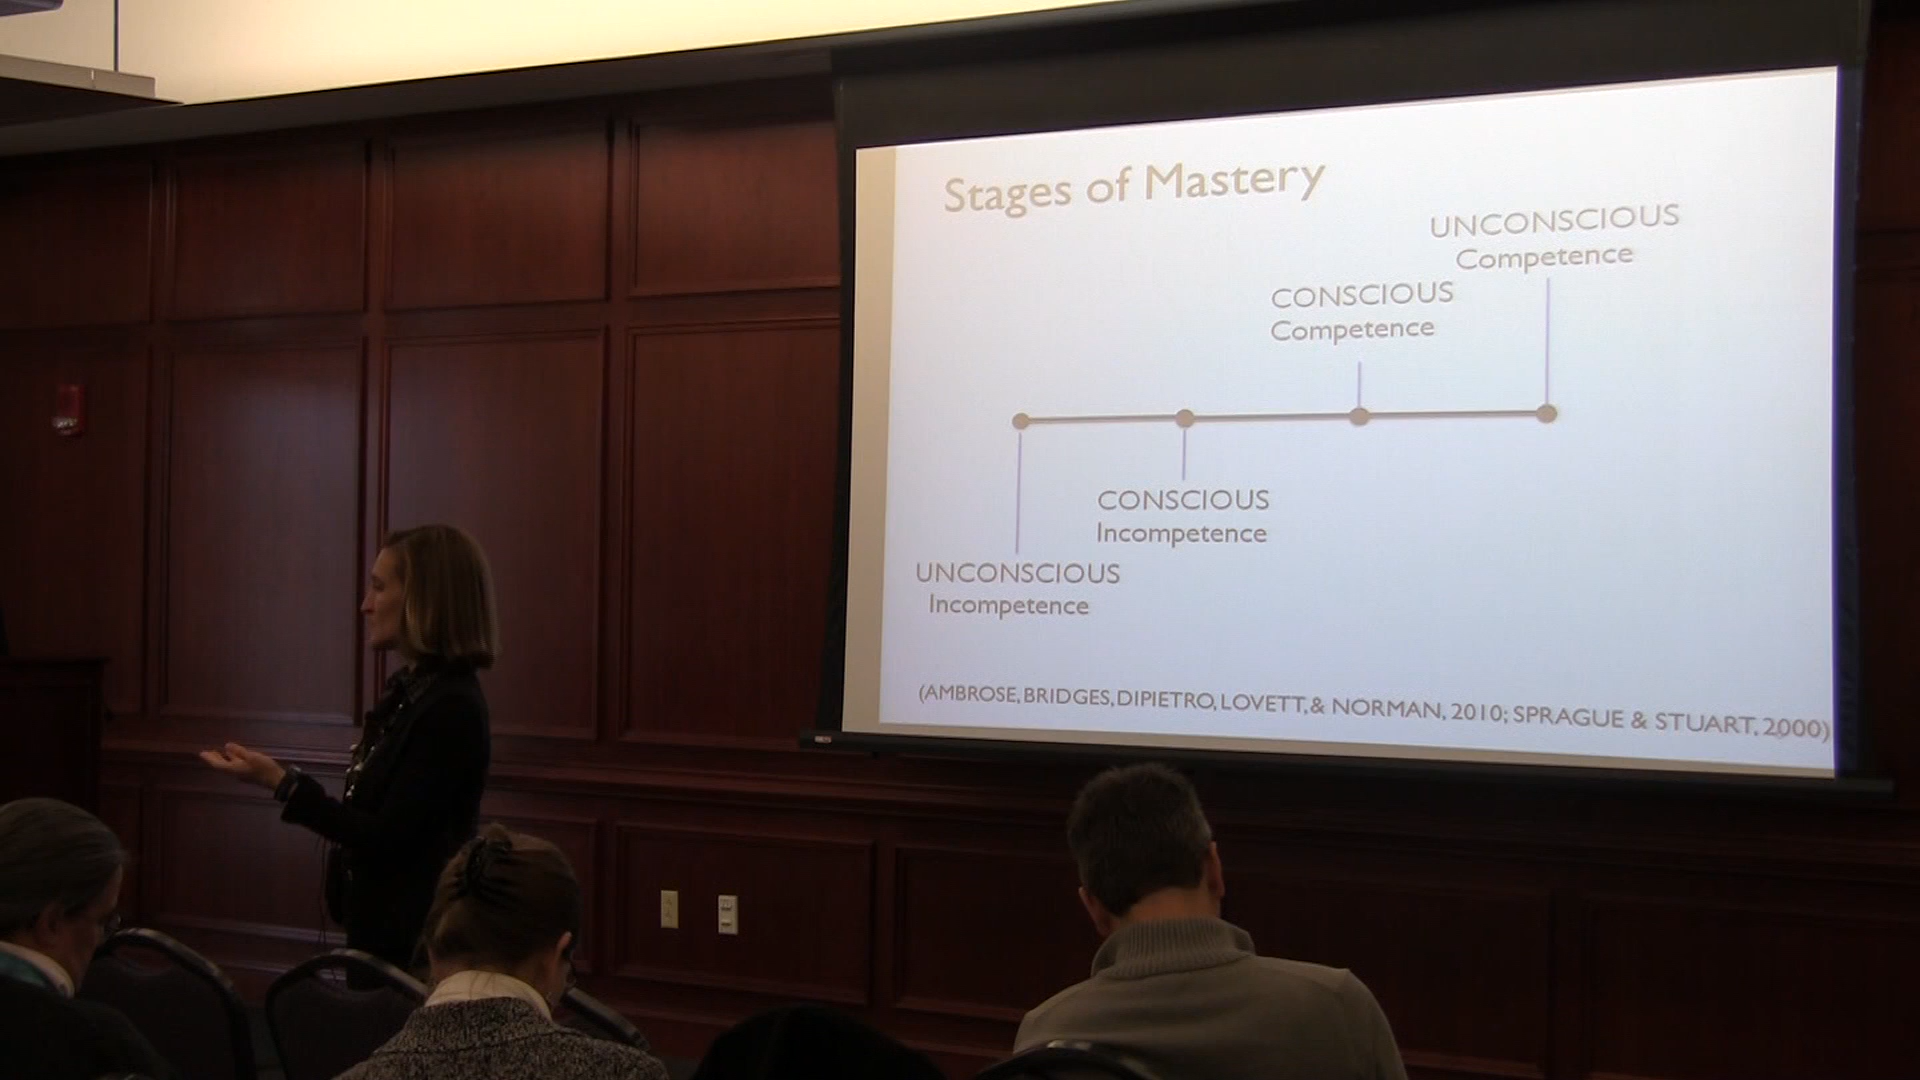 Stages of Mastery
UNCONSCIOUS
Competence
CONSCIOUS
Competence
CONSCIOUS
Incompetence
UNCONSCIOUS
Incompetence
(AMBROSE, BRIDGES, DIPIETRO, LOVETT, & NORMAN, 2010; SPRAGUE & STUART, 2000)